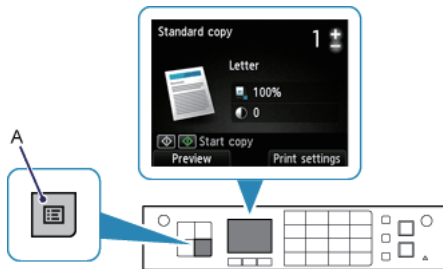 Standard copy
1
Letter
100%
0
Start copy
Preview
Print settings
A